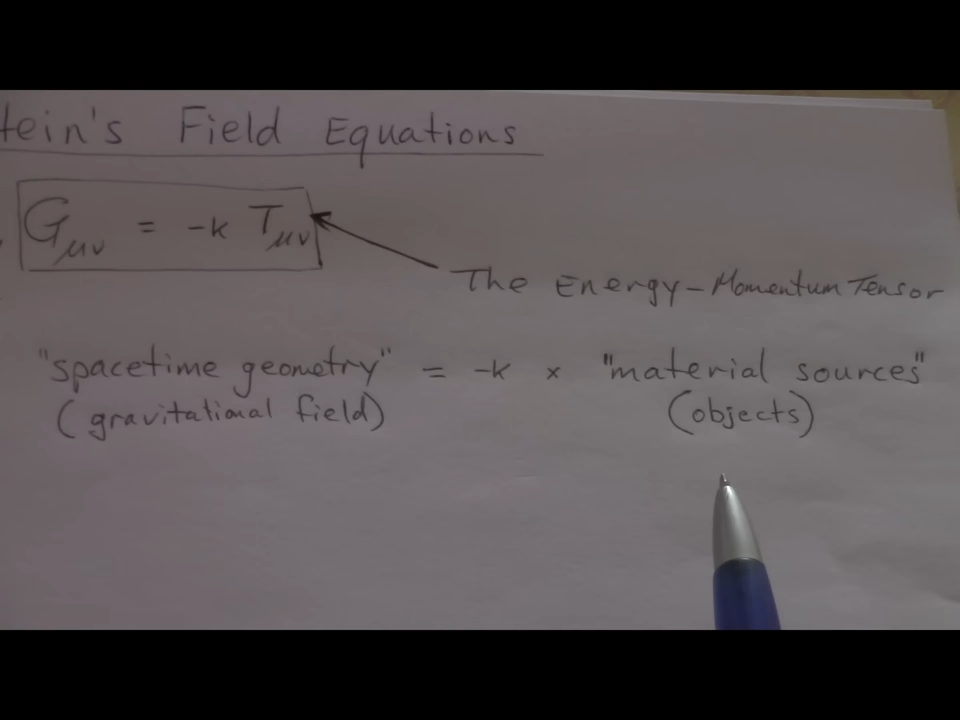 tein's Field Equations
Gμν = -k Tμν
The Energy-Momentum Tensor
"spacetime geometry" = -k × "material sources"
(gravitational field) (objects)